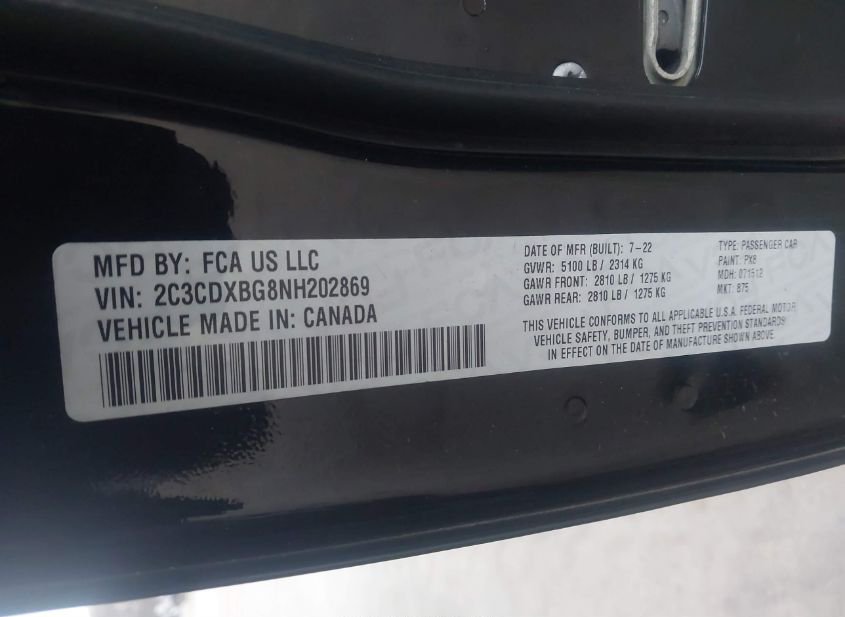 MFD BY: FCA US LLC
VIN: 2C3CDXBG8NH202869
VEHICLE MADE IN: CANADA
DATE OF MFR (BUILT): 7-22
GVWR: 5100 LB / 2314 KG
GAWR FRONT: 2810 LB / 1275 KG
GAWR REAR: 2810 LB / 1275 KG
TYPE: PASSENGER CAR
PAINT: PX8
MDH: 071512
MKT: 875
THIS VEHICLE CONFORMS TO ALL APPLICABLE U.S.A. FEDERAL MOTOR
VEHICLE SAFETY, BUMPER, AND THEFT PREVENTION STANDARDS
IN EFFECT ON THE DATE OF MANUFACTURE SHOWN ABOVE.